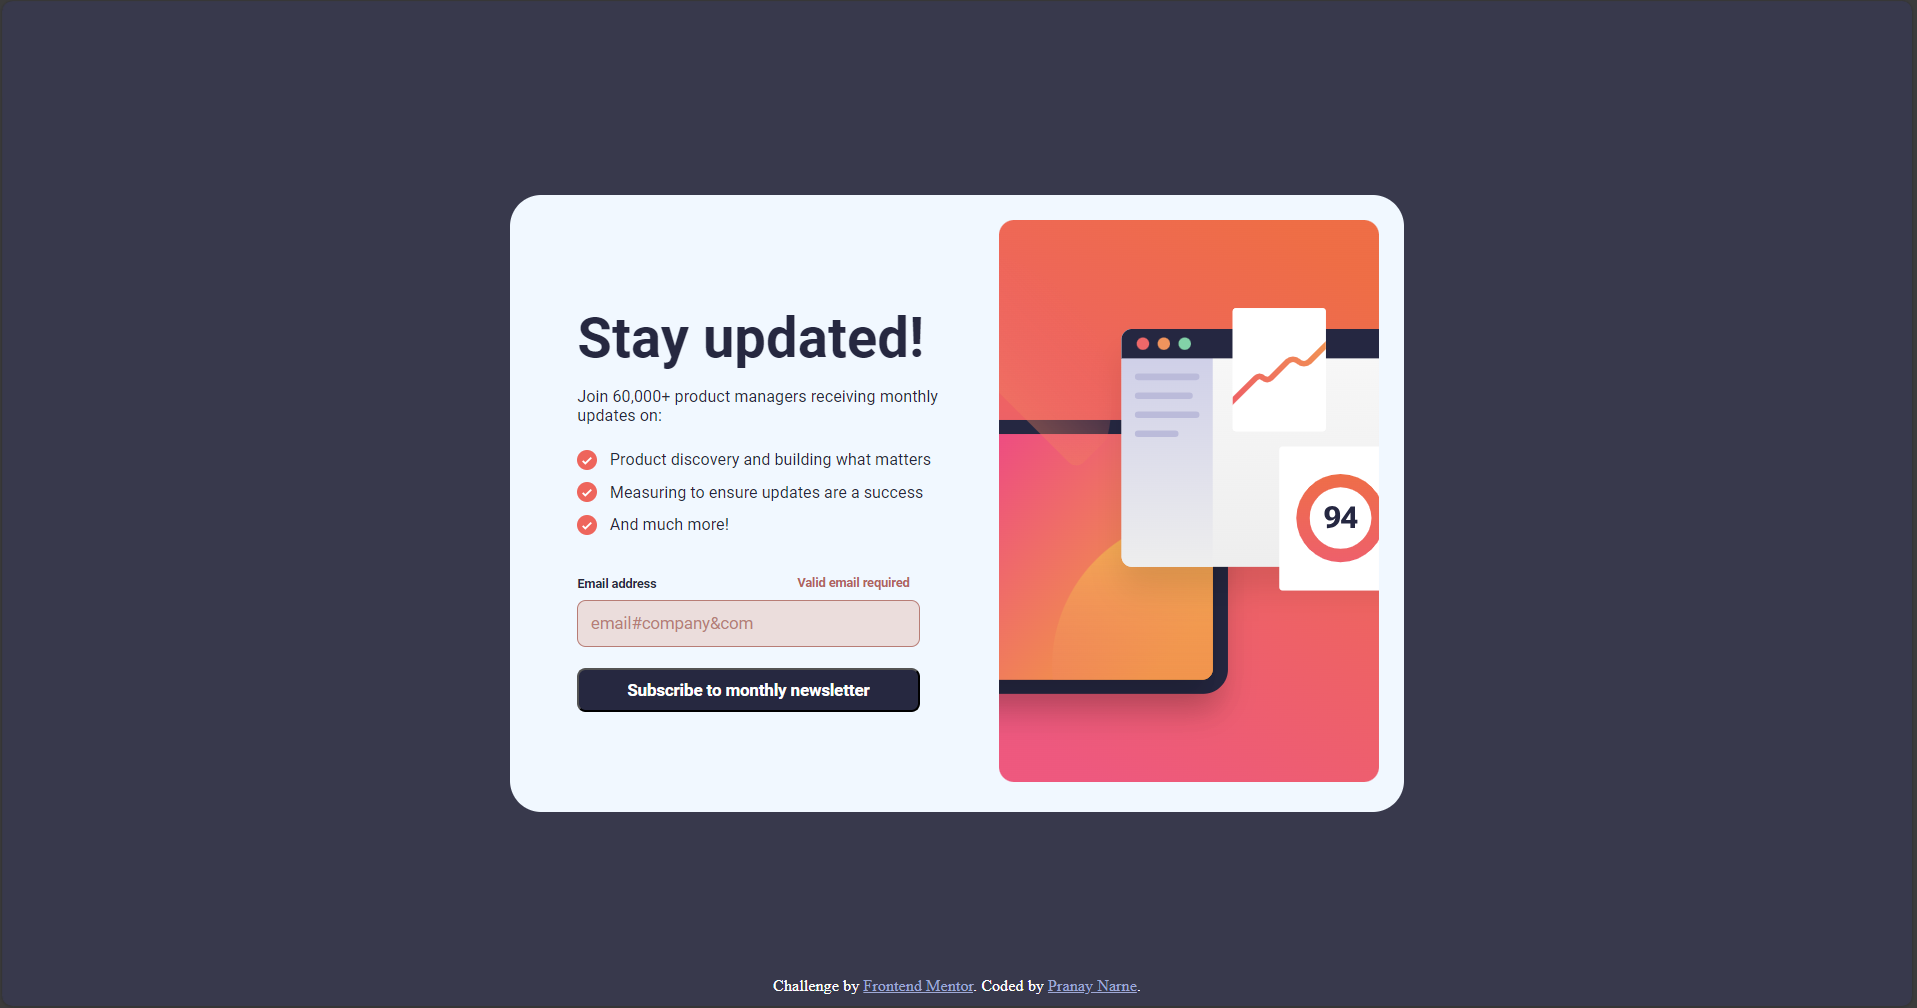 Stay updated!
Join 60,000+ product managers receiving monthly
updates on:
Product discovery and building what matters
Measuring to ensure updates are a success
And much more!
Email address
Valid email required
email#company&com
Subscribe to monthly newsletter
94
Challenge by Frontend Mentor. Coded by Pranay Narne.